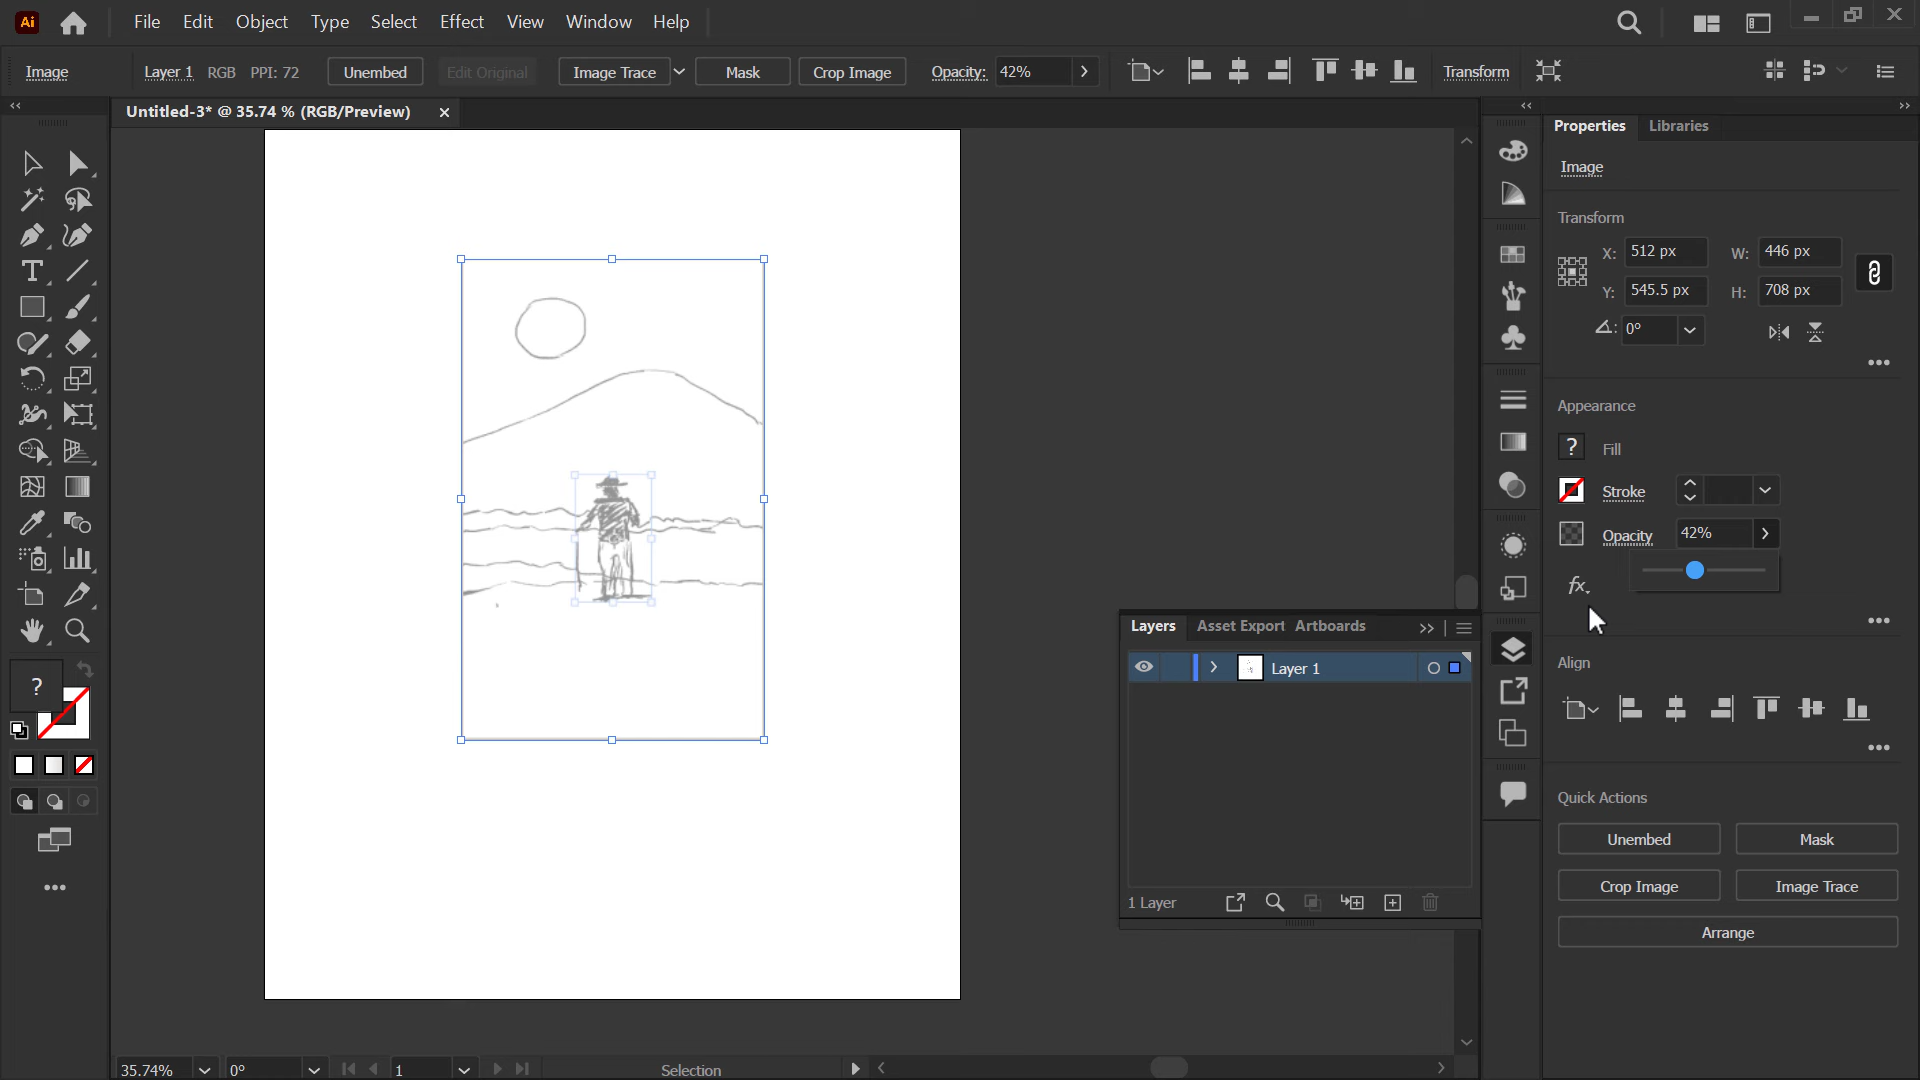 Ai File Edit Object Type Select Effect View Window Help
Image Layer 1 RGB PPI: 72 Unembed Edit Original Image Trace Mask Crop Image Opacity: 42% Transform
Untitled-3* @ 35.74 % (RGB/Preview)
Properties Libraries
Image
Transform
X: 512 px W: 446 px
Y: 545.5 px H: 708 px
0°
Appearance
? Fill
Stroke
Opacity 42%
fx
Layers Asset Export Artboards
Layer 1
1 Layer
Align
Quick Actions
Unembed Mask
Crop Image Image Trace
Arrange
?
35.74% 0° 1 Selection